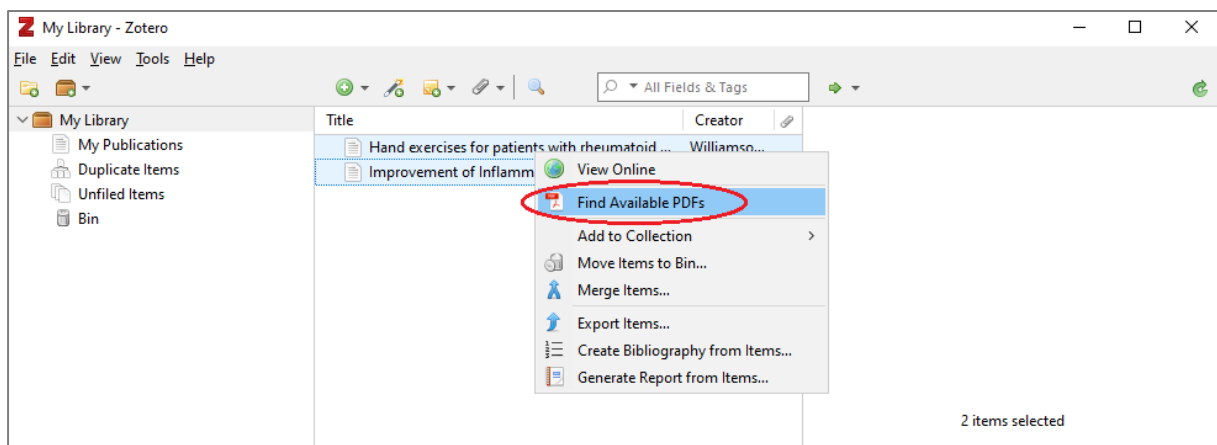 My Library - Zotero
File Edit View Tools Help
All Fields & Tags
My Library
My Publications
Duplicate Items
Unfiled Items
Bin
Title Creator
Hand exercises for patients with rheumatoid ... Williamso...
Improvement of Inflamm
View Online
Find Available PDFs
Add to Collection
Move Items to Bin...
Merge Items...
Export Items...
Create Bibliography from Items...
Generate Report from Items...
2 items selected